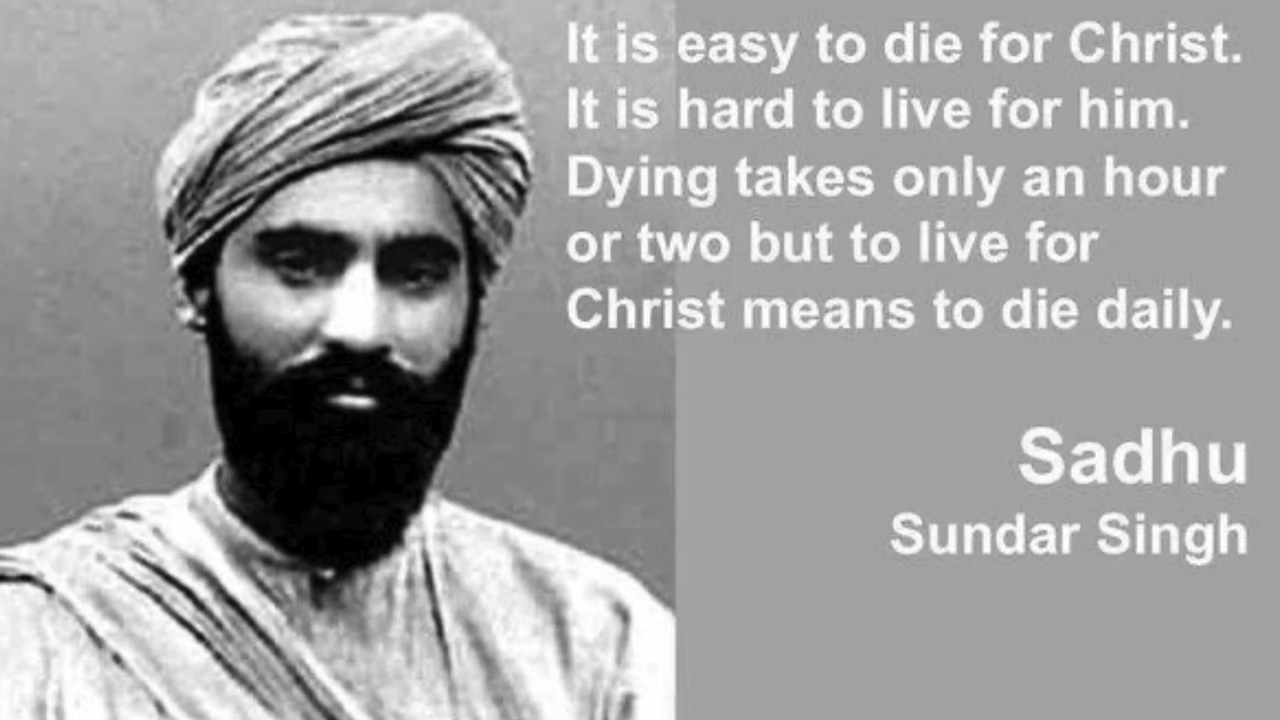 It is easy to die for Christ.
It is hard to live for him.
Dying takes only an hour
or two but to live for
Christ means to die daily.
Sadhu
Sundar Singh